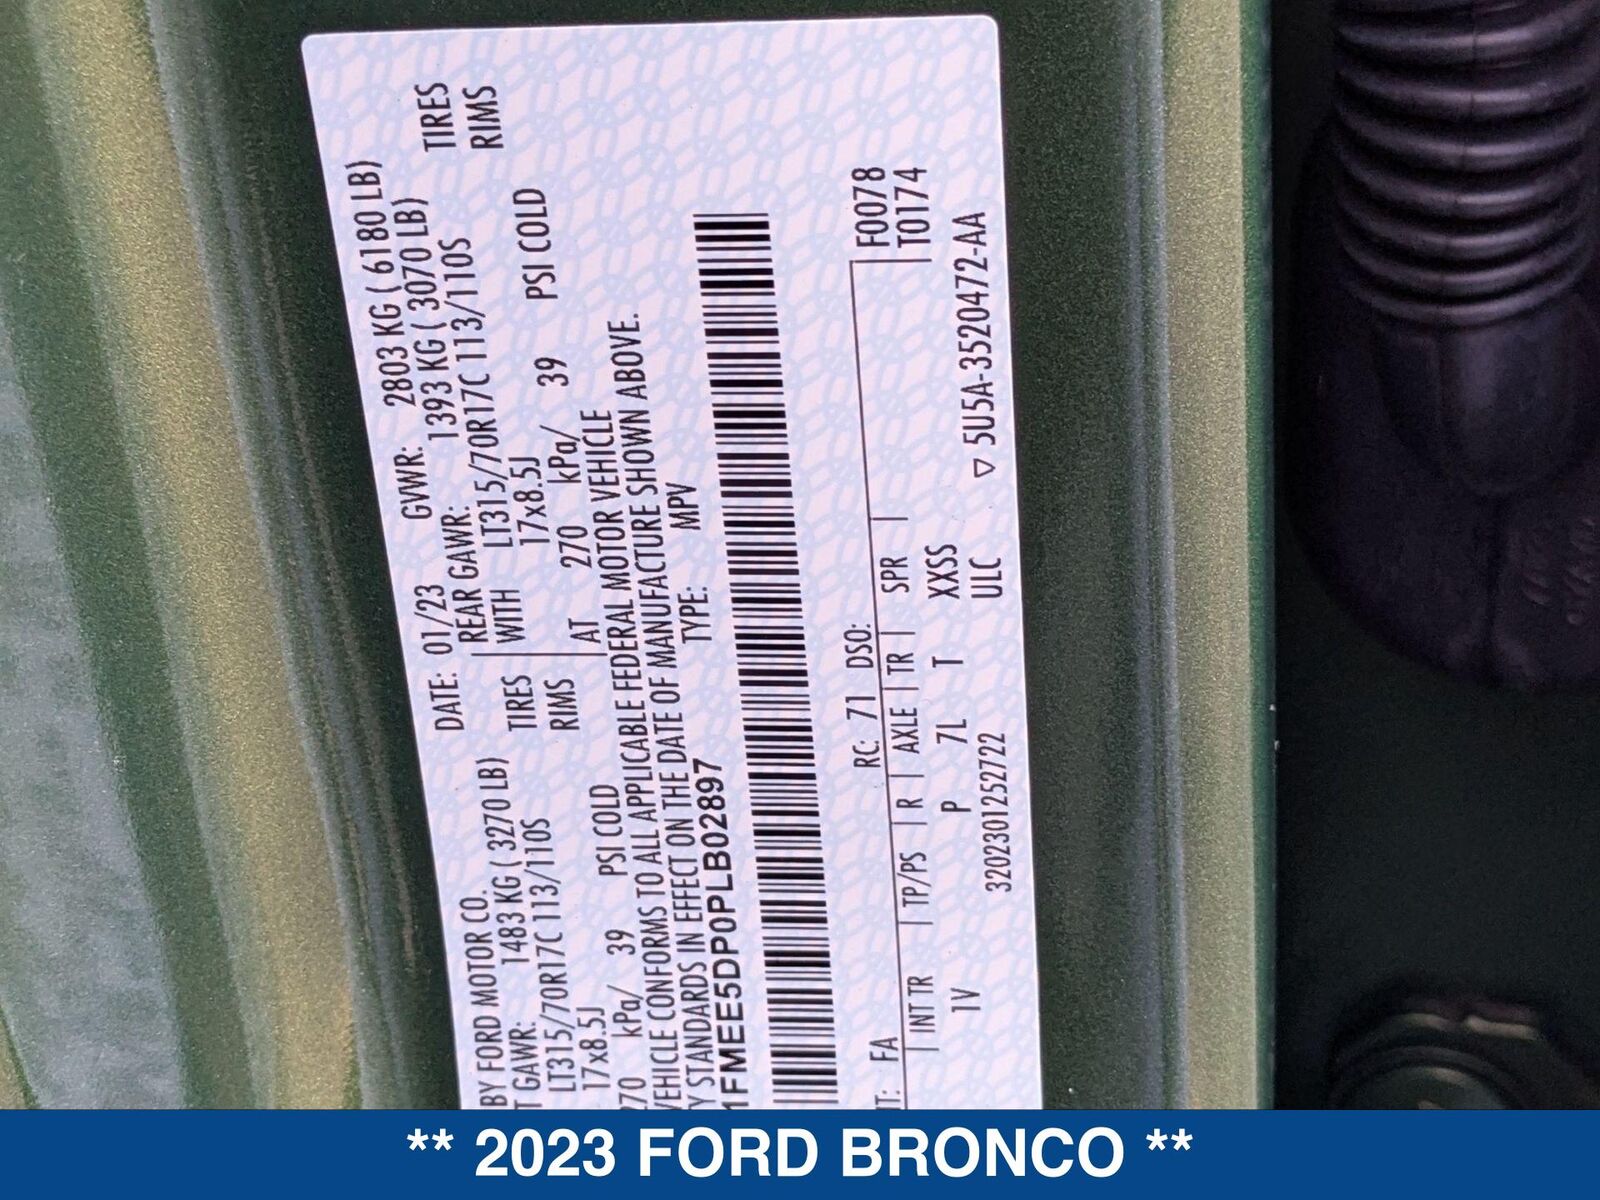 BY FORD MOTOR CO.
DATE: 01/23 GVWR: 2803 KG ( 6180 LB)
T GAWR: 1483 KG ( 3270 LB) REAR GAWR: 1393 KG ( 3070 LB)
LT315/70R17C 113/110S TIRES WITH LT315/70R17C 113/110S TIRES
17x8.5J RIMS 17x8.5J RIMS
270 kPa/ 39 PSI COLD AT 270 kPa/ 39 PSI COLD
VEHICLE CONFORMS TO ALL APPLICABLE FEDERAL MOTOR VEHICLE
Y STANDARDS IN EFFECT ON THE DATE OF MANUFACTURE SHOWN ABOVE.
1FMEE5DP0PLB02897 TYPE: MPV
FA RC: 71 DSO: F0078
INT TR TP/PS R AXLE TR SPR T0174
1V P 7L T XXSS
3202301252722 ULC ▽ 5U5A-3520472-AA
** 2023 FORD BRONCO **